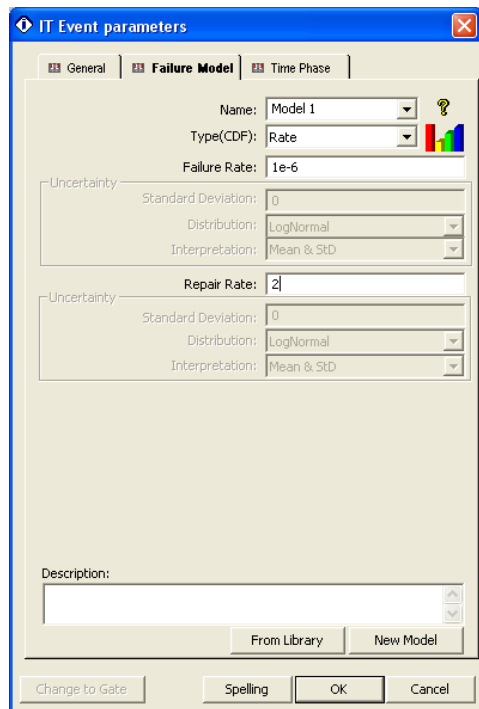 IT Event parameters
General Failure Model Time Phase
Name: Model 1
Type(CDF): Rate
Failure Rate: 1e-6
Uncertainty
Standard Deviation: 0
Distribution: LogNormal
Interpretation: Mean & StD
Repair Rate: 2
Uncertainty
Standard Deviation: 0
Distribution: LogNormal
Interpretation: Mean & StD
Description:
From Library New Model
Change to Gate Spelling OK Cancel